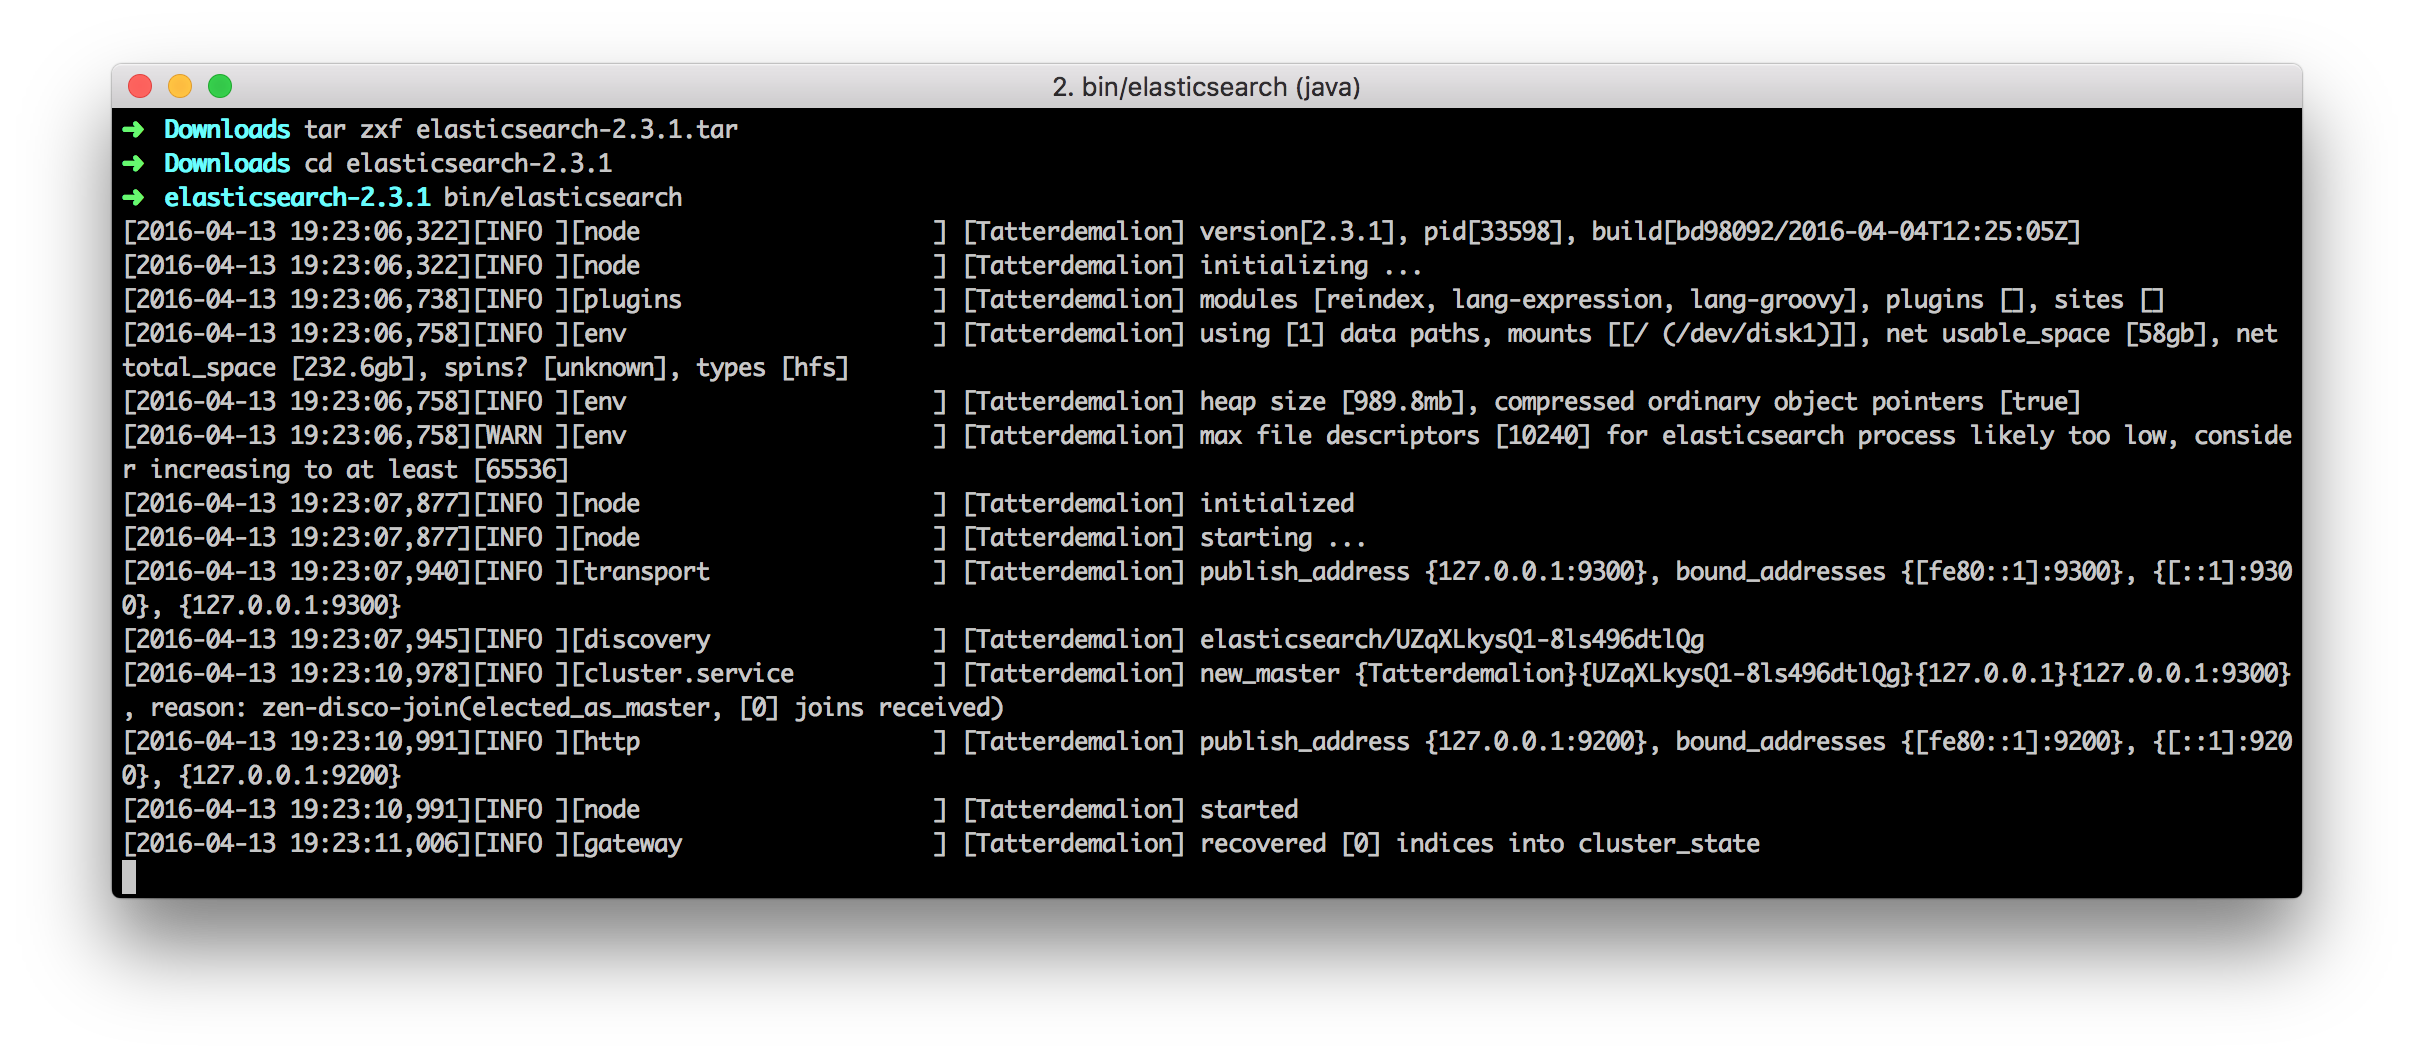 2. bin/elasticsearch (java)
➜  Downloads tar zxf elasticsearch-2.3.1.tar
➜  Downloads cd elasticsearch-2.3.1
➜  elasticsearch-2.3.1 bin/elasticsearch
[2016-04-13 19:23:06,322][INFO ][node                     ] [Tatterdemalion] version[2.3.1], pid[33598], build[bd98092/2016-04-04T12:25:05Z]
[2016-04-13 19:23:06,322][INFO ][node                     ] [Tatterdemalion] initializing ...
[2016-04-13 19:23:06,738][INFO ][plugins                  ] [Tatterdemalion] modules [reindex, lang-expression, lang-groovy], plugins [], sites []
[2016-04-13 19:23:06,758][INFO ][env                      ] [Tatterdemalion] using [1] data paths, mounts [[/ (/dev/disk1)]], net usable_space [58gb], net
total_space [232.6gb], spins? [unknown], types [hfs]
[2016-04-13 19:23:06,758][INFO ][env                      ] [Tatterdemalion] heap size [989.8mb], compressed ordinary object pointers [true]
[2016-04-13 19:23:06,758][WARN ][env                      ] [Tatterdemalion] max file descriptors [10240] for elasticsearch process likely too low, conside
r increasing to at least [65536]
[2016-04-13 19:23:07,877][INFO ][node                     ] [Tatterdemalion] initialized
[2016-04-13 19:23:07,877][INFO ][node                     ] [Tatterdemalion] starting ...
[2016-04-13 19:23:07,940][INFO ][transport                ] [Tatterdemalion] publish_address {127.0.0.1:9300}, bound_addresses {[fe80::1]:9300}, {[::1]:930
0}, {127.0.0.1:9300}
[2016-04-13 19:23:07,945][INFO ][discovery                ] [Tatterdemalion] elasticsearch/UZqXLkysQ1-8ls496dtlQg
[2016-04-13 19:23:10,978][INFO ][cluster.service          ] [Tatterdemalion] new_master {Tatterdemalion}{UZqXLkysQ1-8ls496dtlQg}{127.0.0.1}{127.0.0.1:9300}
, reason: zen-disco-join(elected_as_master, [0] joins received)
[2016-04-13 19:23:10,991][INFO ][http                     ] [Tatterdemalion] publish_address {127.0.0.1:9200}, bound_addresses {[fe80::1]:9200}, {[::1]:920
0}, {127.0.0.1:9200}
[2016-04-13 19:23:10,991][INFO ][node                     ] [Tatterdemalion] started
[2016-04-13 19:23:11,006][INFO ][gateway                  ] [Tatterdemalion] recovered [0] indices into cluster_state